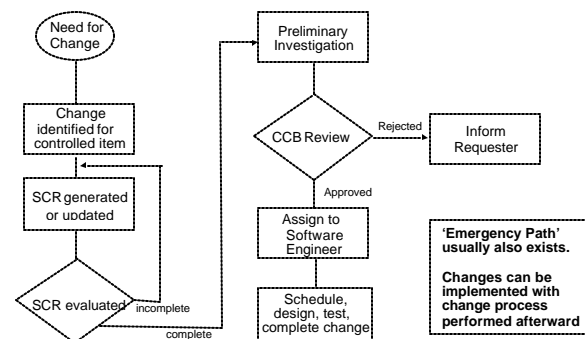 Need for
Change
Change
identified for
controlled item
SCR generated
or updated
SCR evaluated
incomplete
complete
Preliminary
Investigation
CCB Review
Rejected
Inform
Requester
Approved
Assign to
Software
Engineer
Schedule,
design, test,
complete change
‘Emergency Path’
usually also exists.
Changes can be
implemented with
change process
performed afterward